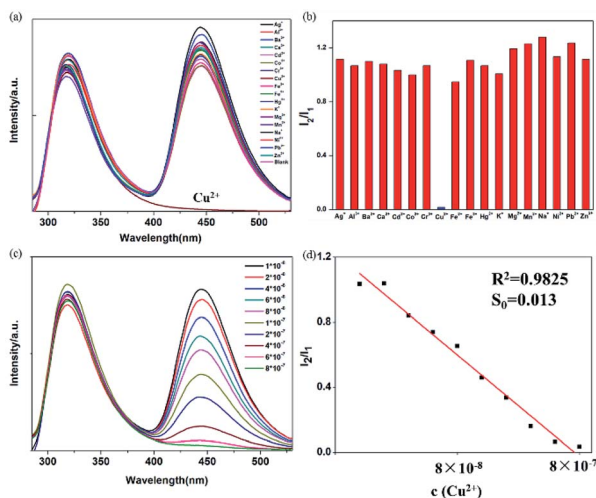 (a)
Intensity/a.u.
Ag⁺
Al³⁺
Ba²⁺
Ca²⁺
Cd²⁺
Co²⁺
Cr³⁺
Cu²⁺
Fe²⁺
Fe³⁺
Hg²⁺
K⁺
Mg²⁺
Mn²⁺
Na⁺
Ni²⁺
Pb²⁺
Zn²⁺
Blank
Cu²⁺
300 350 400 450 500
Wavelength(nm)
(b)
I₂/I₁
1.2
0.8
0.4
0.0
Ag⁺ Al³⁺ Ba²⁺ Ca²⁺ Cd²⁺ Co²⁺ Cr³⁺ Cu²⁺ Fe²⁺ Fe³⁺ Hg²⁺ K⁺ Mg²⁺ Mn²⁺ Na⁺ Ni²⁺ Pb²⁺ Zn²⁺
(c)
Intensity/a.u.
1*10⁻⁸
2*10⁻⁸
4*10⁻⁸
6*10⁻⁸
8*10⁻⁸
1*10⁻⁷
2*10⁻⁷
4*10⁻⁷
6*10⁻⁷
8*10⁻⁷
300 350 400 450 500
Wavelength(nm)
(d)
R²=0.9825
S₀=0.013
I₂/I₁
1.2
0.8
0.4
0.0
8×10⁻⁸ 8×10⁻⁷
c (Cu²⁺)